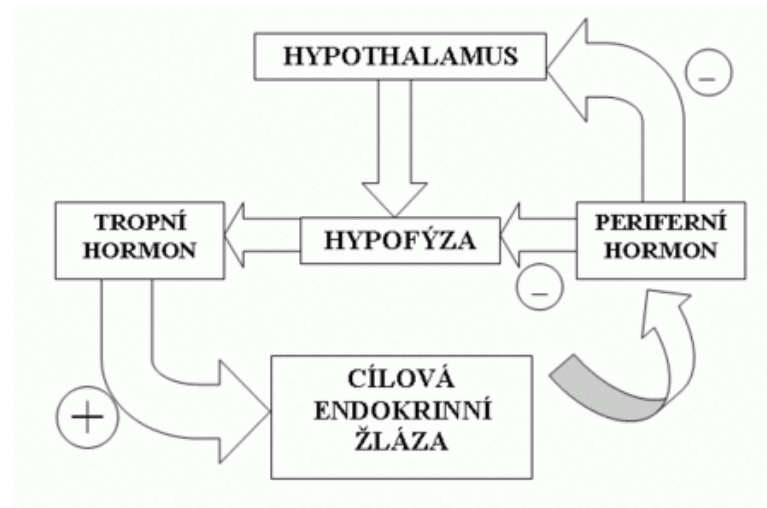 HYPOTHALAMUS
−
TROPNÍ
HORMON
HYPOFÝZA
PERIFERNÍ
HORMON
−
+
CÍLOVÁ
ENDOKRINNÍ
ŽLÁZA